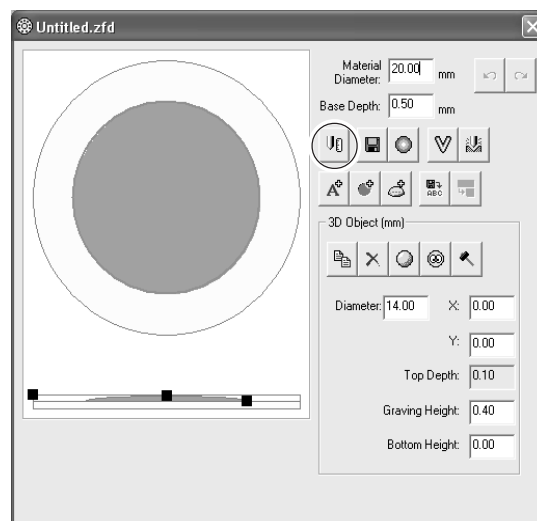 Untitled.zfd
Material Diameter: 20.00 mm
Base Depth: 0.50 mm
A
ABC
3D Object (mm)
Diameter: 14.00 X: 0.00
Y: 0.00
Top Depth: 0.10
Graving Height: 0.40
Bottom Height: 0.00